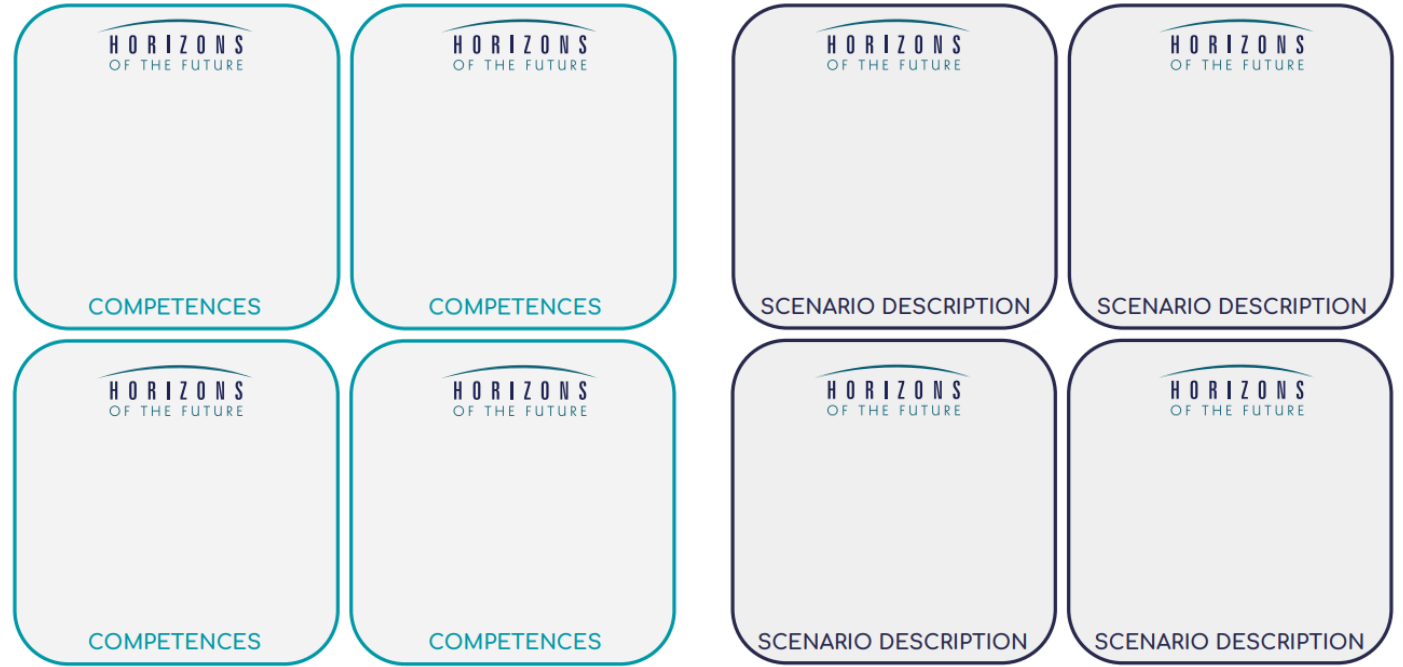 HORIZONS
OF THE FUTURE
COMPETENCES
HORIZONS
OF THE FUTURE
COMPETENCES
HORIZONS
OF THE FUTURE
SCENARIO DESCRIPTION
HORIZONS
OF THE FUTURE
SCENARIO DESCRIPTION
HORIZONS
OF THE FUTURE
COMPETENCES
HORIZONS
OF THE FUTURE
COMPETENCES
HORIZONS
OF THE FUTURE
SCENARIO DESCRIPTION
HORIZONS
OF THE FUTURE
SCENARIO DESCRIPTION